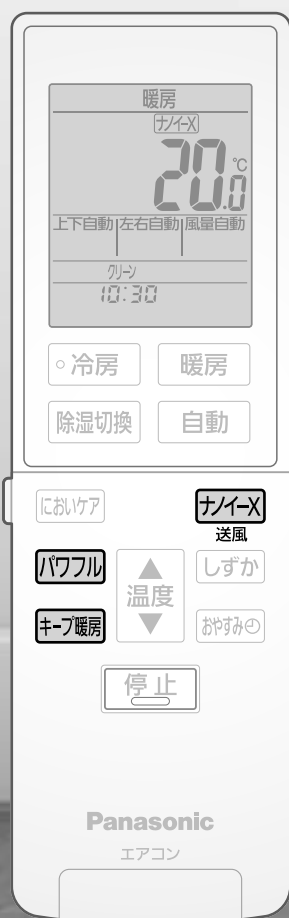 暖房
ナノイーX
20.0℃
上下自動 左右自動 風量自動
クリーン
10:30
冷房 暖房
除湿切換 自動
においケア ナノイーX
送風
パワフル 温度 しずか
キープ暖房 おやすみ
停止
Panasonic
エアコン